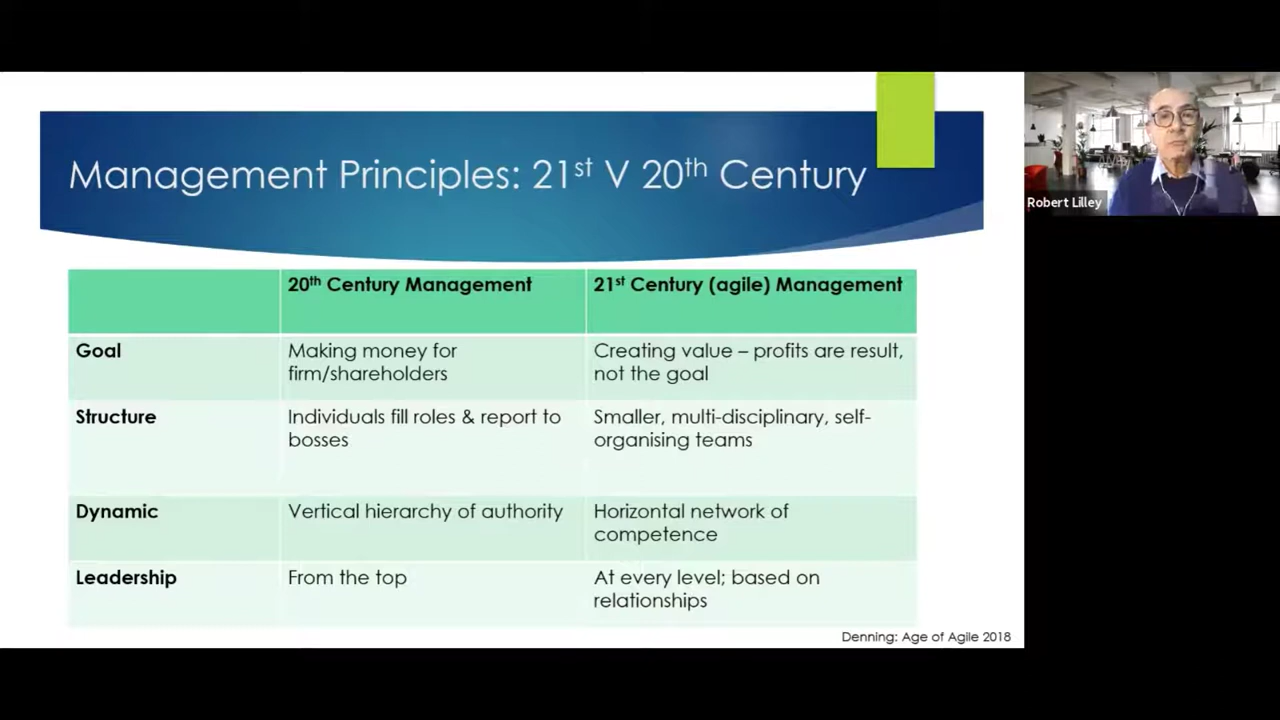 Management Principles: 21st V 20th Century
Robert Lilley
20th Century Management
21st Century (agile) Management
Goal
Making money for
firm/shareholders
Creating value – profits are result,
not the goal
Structure
Individuals fill roles & report to
bosses
Smaller, multi-disciplinary, self-
organising teams
Dynamic
Vertical hierarchy of authority
Horizontal network of
competence
Leadership
From the top
At every level; based on
relationships
Denning: Age of Agile 2018